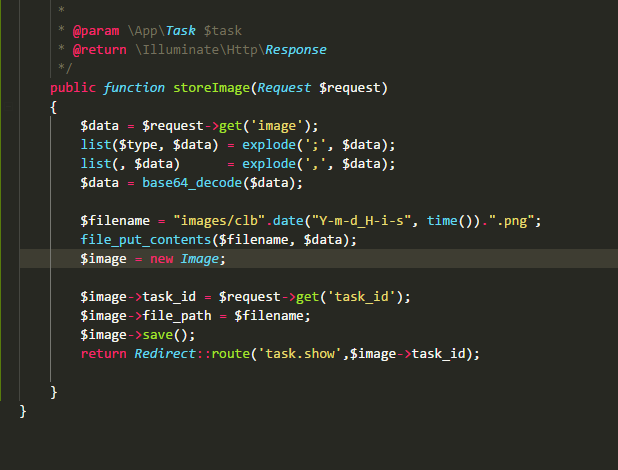 *
* @param \App\Task $task
* @return \Illuminate\Http\Response
*/
public function storeImage(Request $request)
{
$data = $request->get('image');
list($type, $data) = explode(';', $data);
list(, $data)      = explode(',', $data);
$data = base64_decode($data);
$filename = "images/clb".date("Y-m-d_H-i-s", time()).".png";
file_put_contents($filename, $data);
$image = new Image;
$image->task_id = $request->get('task_id');
$image->file_path = $filename;
$image->save();
return Redirect::route('task.show',$image->task_id);
}
}